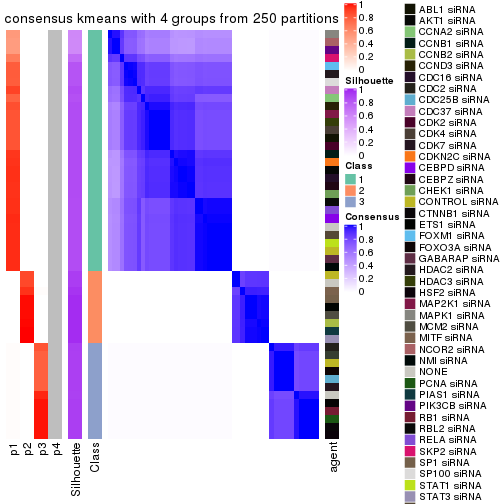 consensus kmeans with 4 groups from 250 partitions
p1
p2
p3
p4
Silhouette
Class
agent
1
0.8
0.6
0.4
0.2
0
Silhouette
1
0.8
0.6
0.4
0.2
0
Class
1
2
3
Consensus
1
0.8
0.6
0.4
0.2
0
ABL1 siRNA
AKT1 siRNA
CCNA2 siRNA
CCNB1 siRNA
CCNB2 siRNA
CCND3 siRNA
CDC16 siRNA
CDC2 siRNA
CDC25B siRNA
CDC37 siRNA
CDK2 siRNA
CDK4 siRNA
CDK7 siRNA
CDKN2C siRNA
CEBPD siRNA
CEBPZ siRNA
CHEK1 siRNA
CONTROL siRNA
CTNNB1 siRNA
ETS1 siRNA
FOXM1 siRNA
FOXO3A siRNA
GABARAP siRNA
HDAC2 siRNA
HDAC3 siRNA
HSF2 siRNA
MAP2K1 siRNA
MAPK1 siRNA
MCM2 siRNA
MITF siRNA
NCOR2 siRNA
NMI siRNA
NONE
PCNA siRNA
PIAS1 siRNA
PIK3CB siRNA
RB1 siRNA
RBL2 siRNA
RELA siRNA
SKP2 siRNA
SP1 siRNA
SP100 siRNA
STAT1 siRNA
STAT3 siRNA